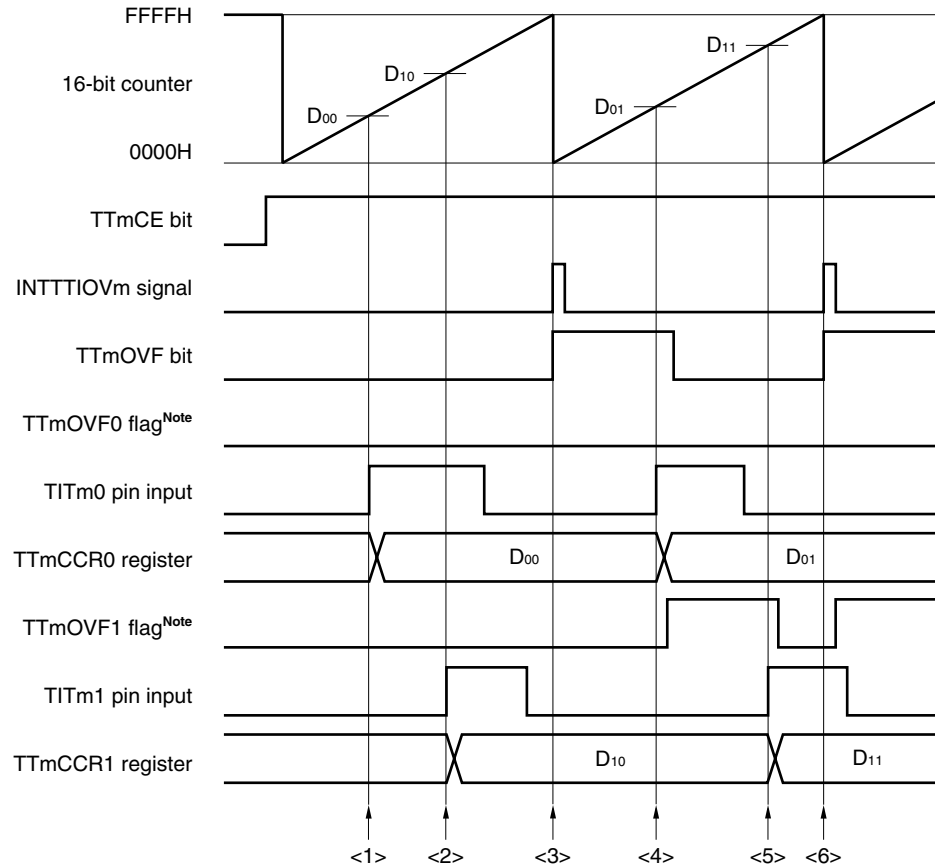 FFFFH
16-bit counter
0000H
D00
D10
D01
D11
TTmCE bit
INTTTIOVm signal
TTmOVF bit
TTmOVF0 flagNote
TITm0 pin input
TTmCCR0 register
D00
D01
TTmOVF1 flagNote
TITm1 pin input
TTmCCR1 register
D10
D11
<1> <2> <3> <4> <5> <6>